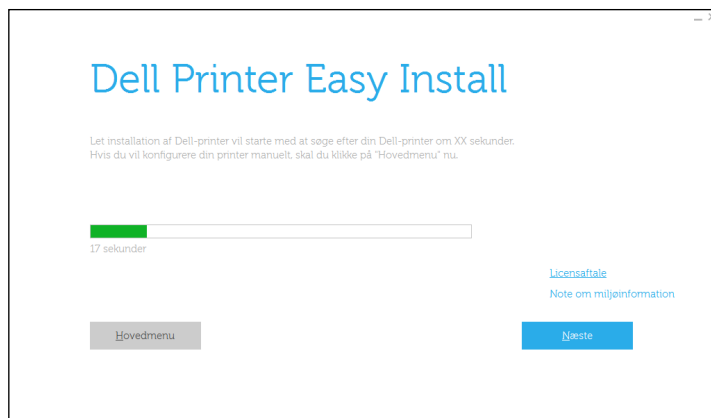 Dell Printer Easy Install
Let installation af Dell-printer vil starte med at søge efter din Dell-printer om XX sekunder.
Hvis du vil konfigurere din printer manuelt, skal du klikke på "Hovedmenu" nu.
17 sekunder
Licensaftale
Note om miljøinformation
Hovedmenu
Næste